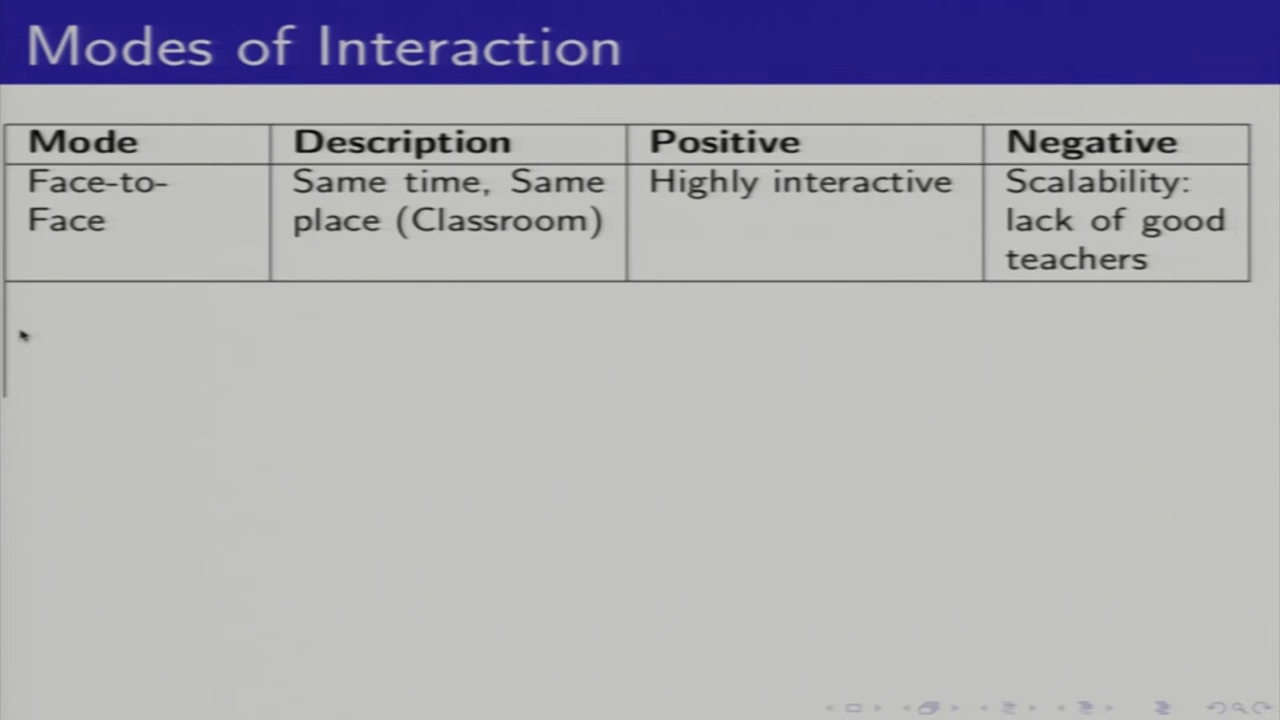 Modes of Interaction
Mode Description Positive Negative
Face-to- Same time, Same Highly interactive Scalability:
Face place (Classroom) lack of good
teachers